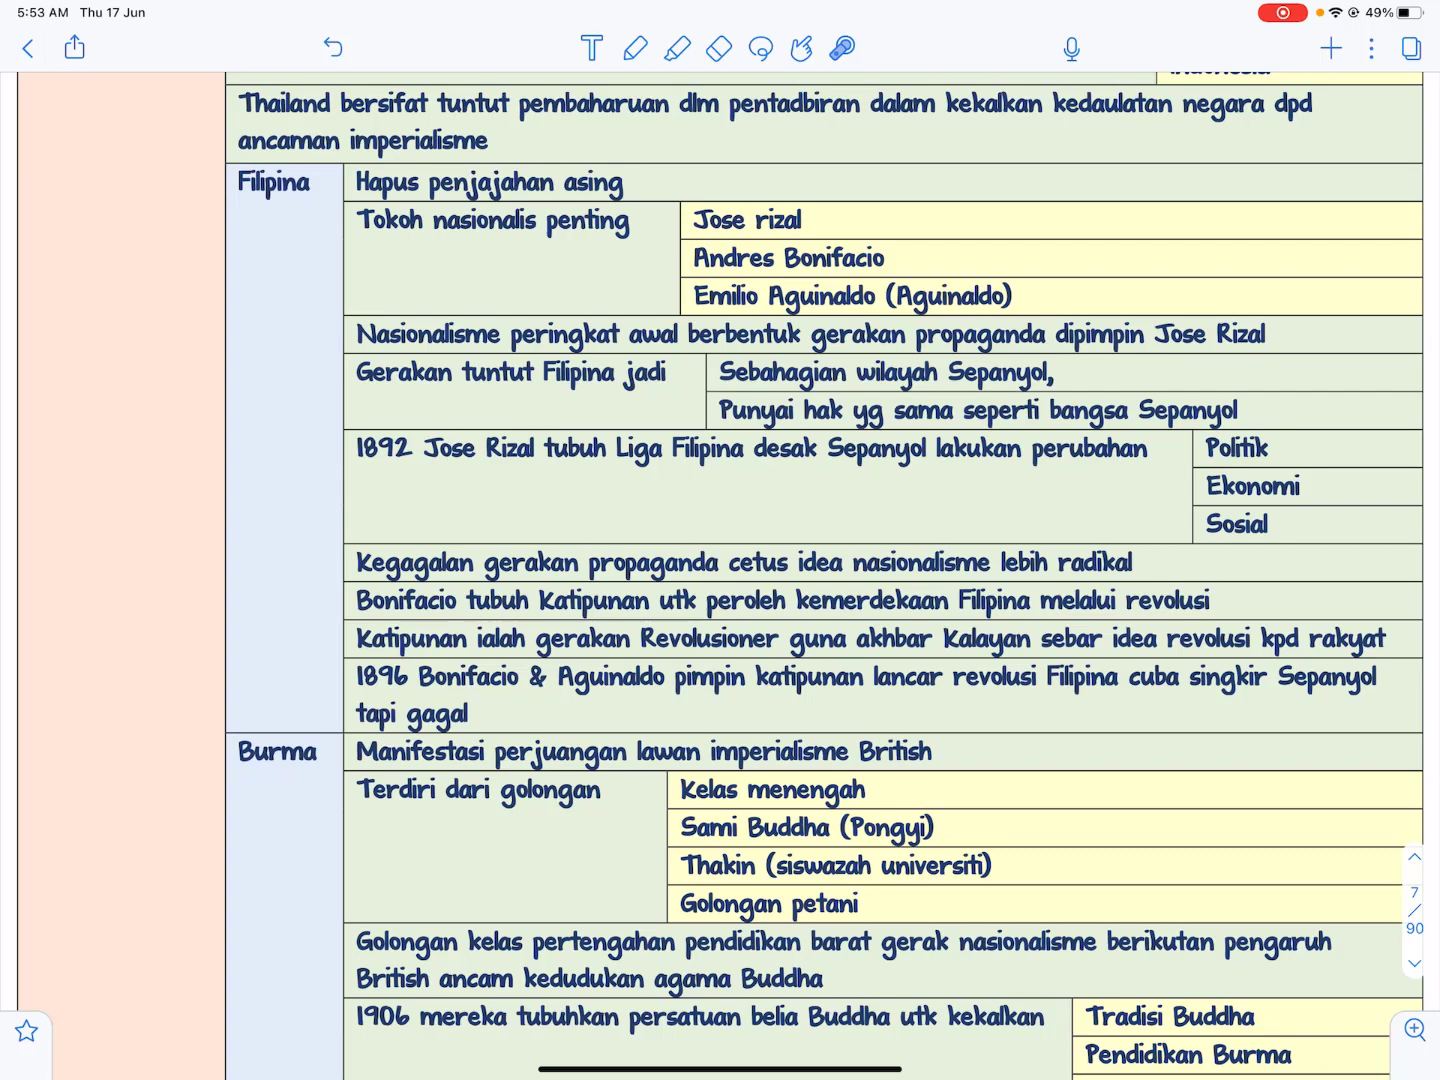 5:53 AM Thu 17 Jun
49%
Indonesia
Thailand bersifat tuntut pembaharuan dlm pentadbiran dalam kekalkan kedaulatan negara dpd
ancaman imperialisme
Filipina
Hapus penjajahan asing
Tokoh nasionalis penting
Jose rizal
Andres Bonifacio
Emilio Aguinaldo (Aguinaldo)
Nasionalisme peringkat awal berbentuk gerakan propaganda dipimpin Jose Rizal
Gerakan tuntut Filipina jadi
Sebahagian wilayah Sepanyol,
Punyai hak yg sama seperti bangsa Sepanyol
1892 Jose Rizal tubuh Liga Filipina desak Sepanyol lakukan perubahan
Politik
Ekonomi
Sosial
Kegagalan gerakan propaganda cetus idea nasionalisme lebih radikal
Bonifacio tubuh Katipunan utk peroleh kemerdekaan Filipina melalui revolusi
Katipunan ialah gerakan Revolusioner guna akhbar Kalayan sebar idea revolusi kpd rakyat
1896 Bonifacio & Aguinaldo pimpin katipunan lancar revolusi Filipina cuba singkir Sepanyol
tapi gagal
Burma
Manifestasi perjuangan lawan imperialisme British
Terdiri dari golongan
Kelas menengah
Sami Buddha (Pongyi)
Thakin (siswazah universiti)
Golongan petani
7
/
90
Golongan kelas pertengahan pendidikan barat gerak nasionalisme berikutan pengaruh
British ancam kedudukan agama Buddha
1906 mereka tubuhkan persatuan belia Buddha utk kekalkan
Tradisi Buddha
Pendidikan Burma